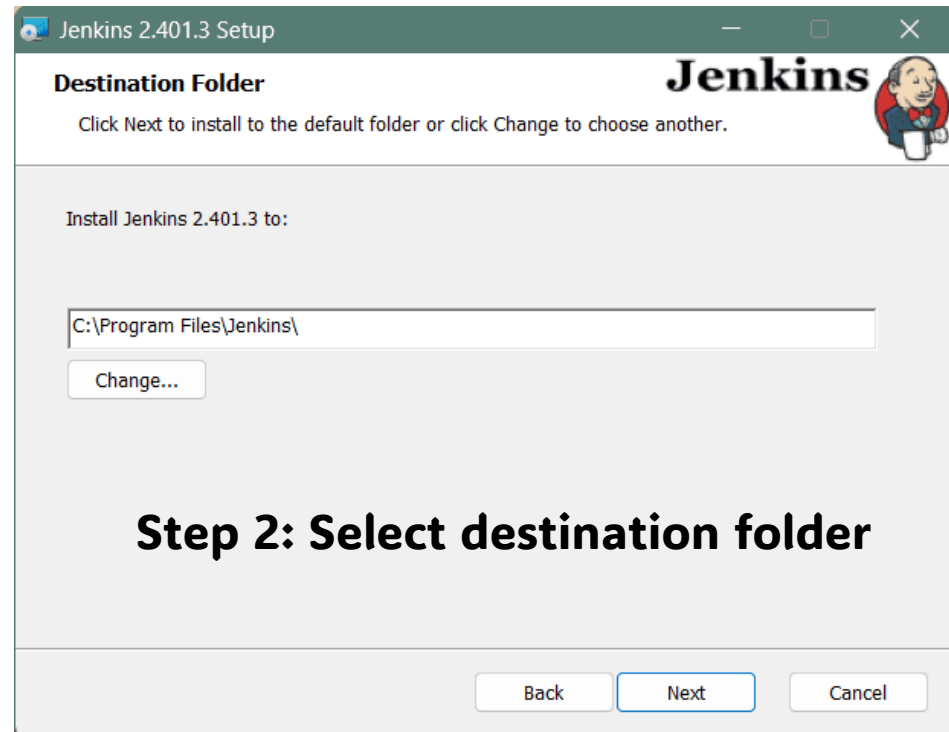 Jenkins 2.401.3 Setup
Destination Folder
Jenkins
Click Next to install to the default folder or click Change to choose another.
Install Jenkins 2.401.3 to:
C:\Program Files\Jenkins\
Change...
Step 2: Select destination folder
Back
Next
Cancel